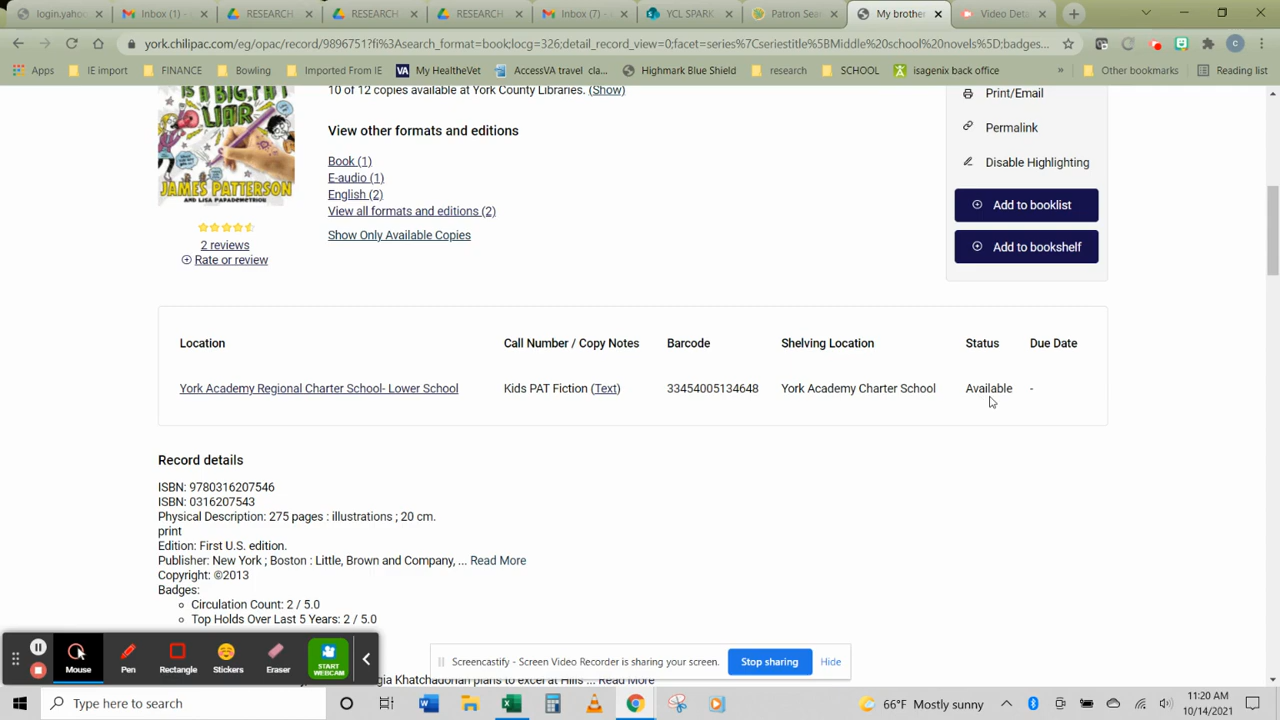 login.yahoo Inbox (1) - RESEARCH RESEARCH RESEARCH Inbox (7) - YCL SPARK Patron Sea My brother Video Deta
york.chilipac.com/eg/opac/record/9896751?fi%3Asearch_format=book;locg=326;detail_record_view=0;facet=series%7Cseriestitle%5BMiddle%20school%20novels%5D;badges...
Apps IE import FINANCE Bowling Imported From IE My HealtheVet AccessVA travel cla... Highmark Blue Shield research SCHOOL isagenix back office » Other bookmarks Reading list
IS A BIG FAT
LIAR
JAMES PATTERSON
AND LISA PAPADEMETRIOU
2 reviews
Rate or review
10 of 12 copies available at York County Libraries. (Show)
View other formats and editions
Book (1)
E-audio (1)
English (2)
View all formats and editions (2)
Show Only Available Copies
Print/Email
Permalink
Disable Highlighting
Add to booklist
Add to bookshelf
Location Call Number / Copy Notes Barcode Shelving Location Status Due Date
York Academy Regional Charter School- Lower School Kids PAT Fiction (Text) 33454005134648 York Academy Charter School Available -
Record details
ISBN: 9780316207546
ISBN: 0316207543
Physical Description: 275 pages : illustrations ; 20 cm.
print
Edition: First U.S. edition.
Publisher: New York ; Boston : Little, Brown and Company, ... Read More
Copyright: ©2013
Badges:
Circulation Count: 2 / 5.0
Top Holds Over Last 5 Years: 2 / 5.0
gia Khatchadorian plans to excel at Hills ... Read More
Mouse Pen Rectangle Stickers Eraser START WEBCAM
Screencastify - Screen Video Recorder is sharing your screen. Stop sharing Hide
Type here to search 66°F Mostly sunny 11:20 AM
10/14/2021